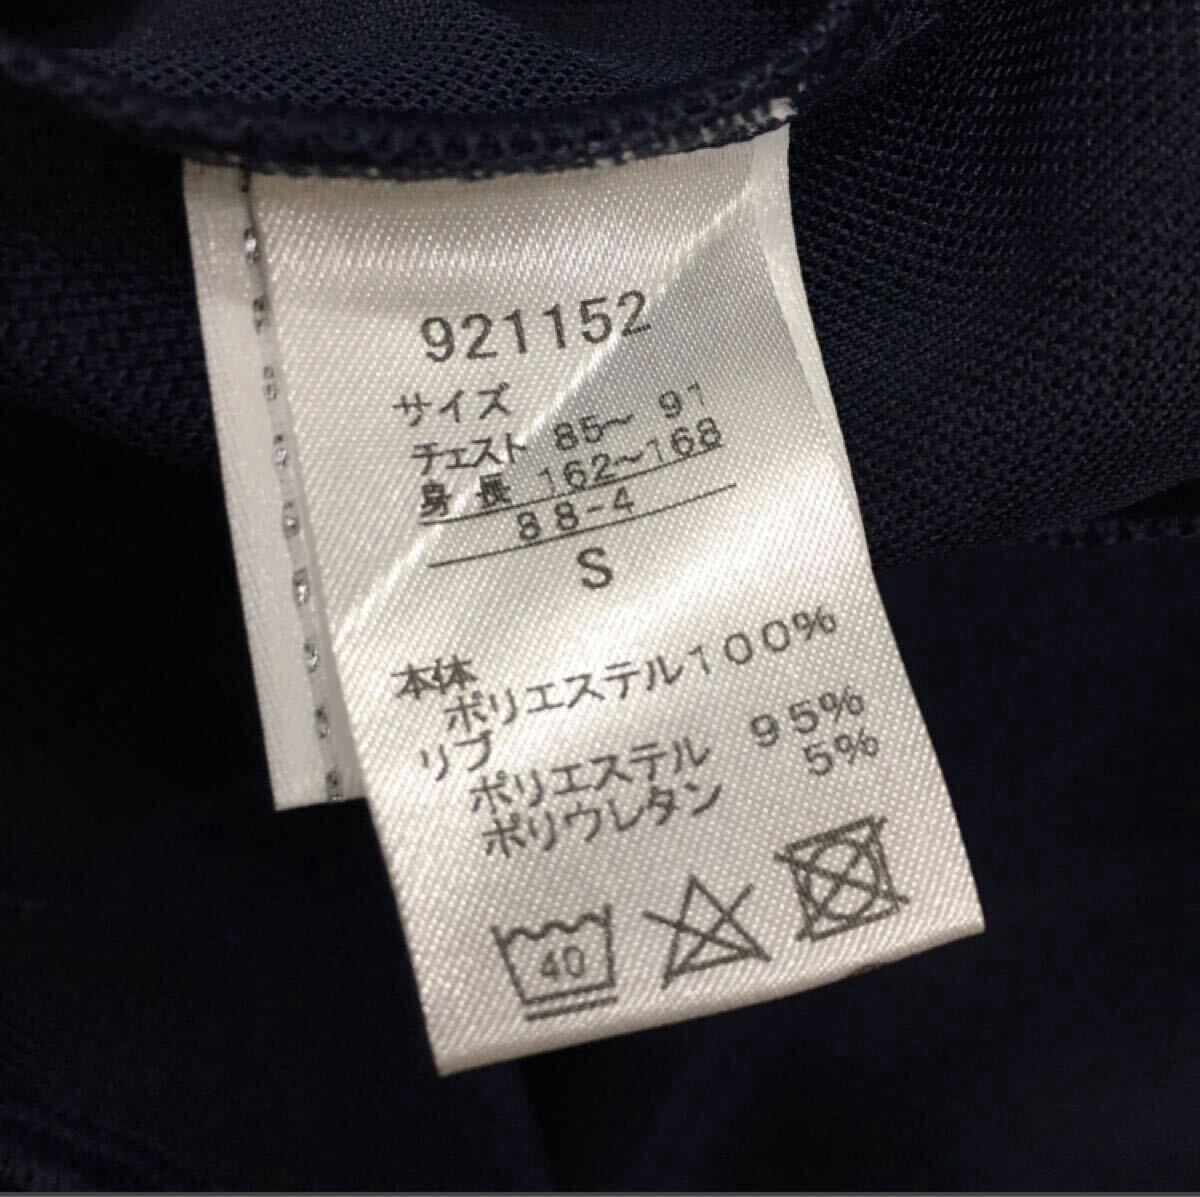 921152
サイズ
チェスト 85～ 91
身 長 162～168
88-4
S
本体
ポリエステル100%
リブ
ポリエステル 95%
ポリウレタン 5%
40